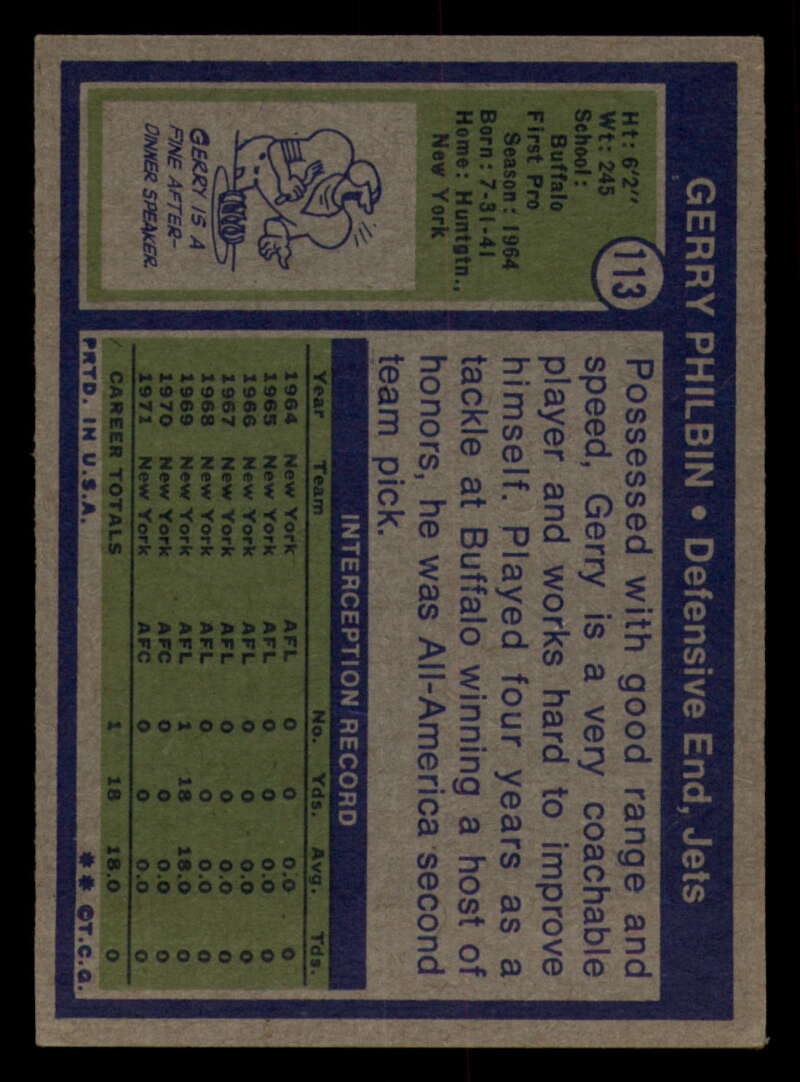 GERRY PHILBIN • Defensive End, Jets
113
Ht: 6'2"
Wt: 245
School:
Buffalo
First Pro
Season: 1964
Born: 7-31-41
Home: Huntgtn.,
New York
GERRY IS A
FINE AFTER-
DINNER SPEAKER.
Possessed with good range and
speed, Gerry is a very coachable
player and works hard to improve
himself. Played four years as a
tackle at Buffalo winning a host of
honors, he was All-America second
team pick.
INTERCEPTION RECORD
Year Team No. Yds. Avg. Tds.
1964 New York AFL 0 0 0.0 0
1965 New York AFL 0 0 0.0 0
1966 New York AFL 0 0 0.0 0
1967 New York AFL 0 0 0.0 0
1968 New York AFL 0 0 0.0 0
1969 New York AFL 1 18 18.0 0
1970 New York AFC 0 0 0.0 0
1971 New York AFC 0 0 0.0 0
CAREER TOTALS 1 18 18.0 0
PRTD. IN U.S.A. ** ©T.C.G.